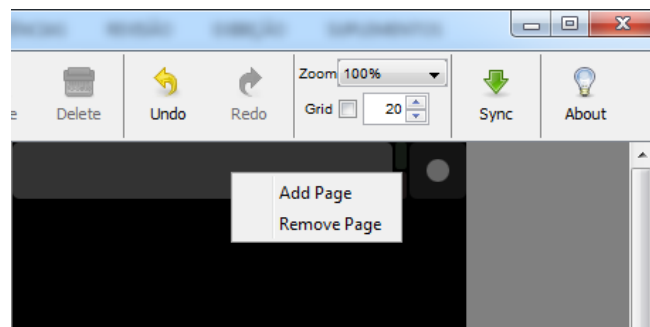 Zoom 100%
Grid 20
Delete
Undo
Redo
Sync
About
Add Page
Remove Page